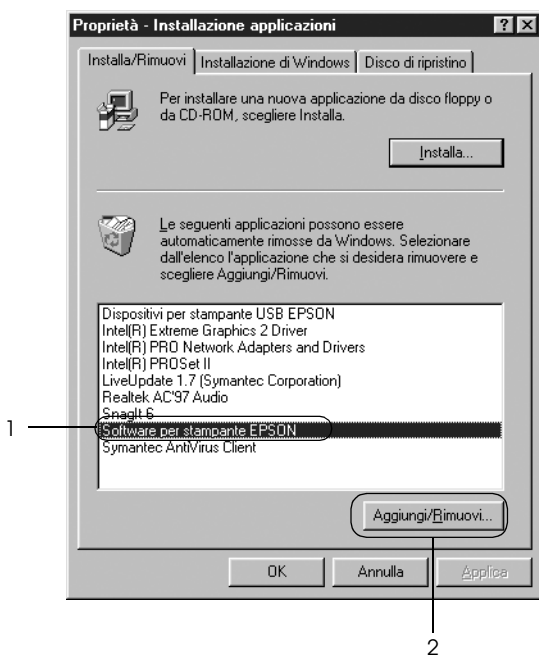 Proprietà - Installazione applicazioni
Installa/Rimuovi
Installazione di Windows
Disco di ripristino
Per installare una nuova applicazione da disco floppy o
da CD-ROM, scegliere Installa.
Installa...
Le seguenti applicazioni possono essere
automaticamente rimosse da Windows. Selezionare
dall'elenco l'applicazione che si desidera rimuovere e
scegliere Aggiungi/Rimuovi.
Dispositivi per stampante USB EPSON
Intel(R) Extreme Graphics 2 Driver
Intel(R) PRO Network Adapters and Drivers
Intel(R) PROSet II
LiveUpdate 1.7 (Symantec Corporation)
Realtek AC'97 Audio
SnagIt 6
1
Software per stampante EPSON
Symantec AntiVirus Client
Aggiungi/Rimuovi...
OK
Annulla
Applica
2